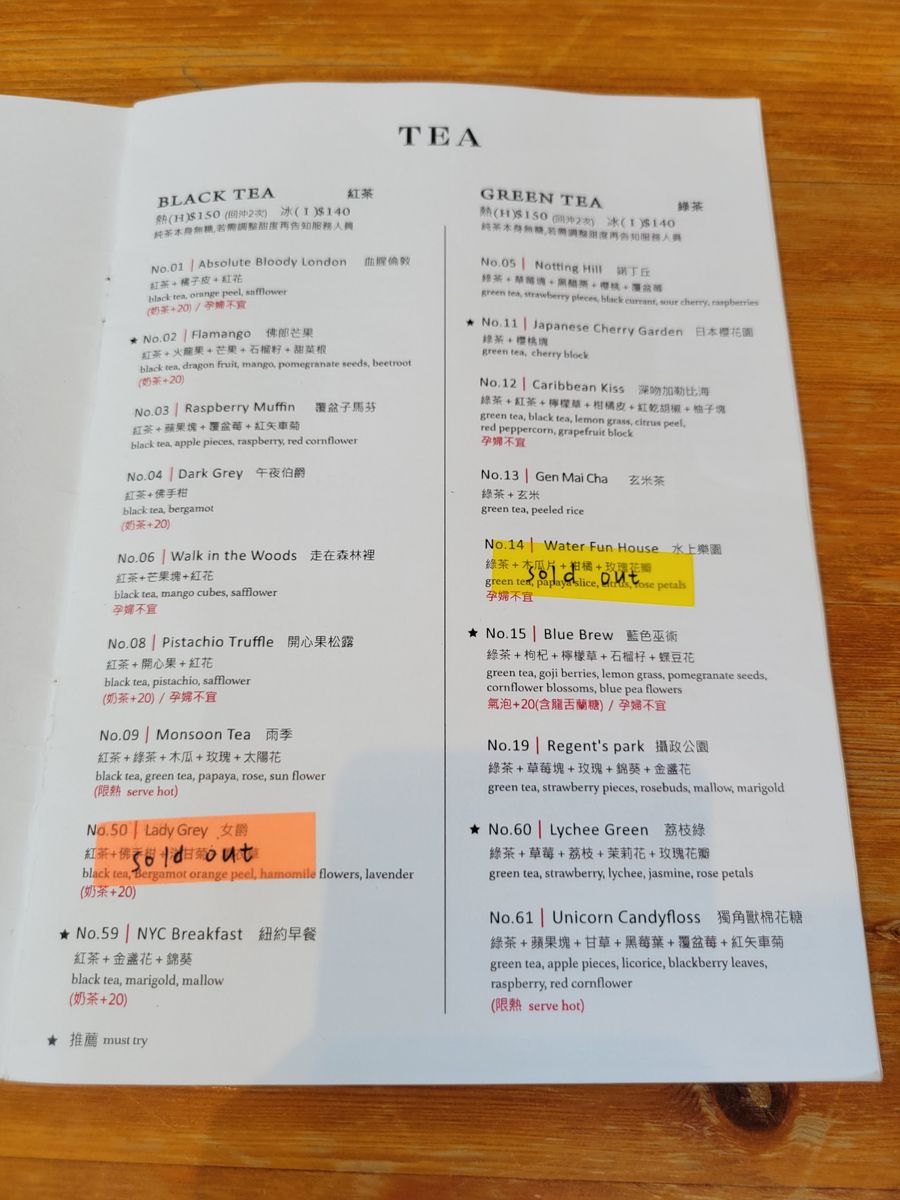 TEA
BLACK TEA 紅茶
熱(H)$150 (回沖2次) 冰( I )$140
純茶本身無糖,若需調整甜度再告知服務人員
No.01 | Absolute Bloody London 血腥倫敦
紅茶+橘子皮+紅花
black tea, orange peel, safflower
(奶茶+20) / 孕婦不宜
★ No.02 | Flamango 佛郎芒果
紅茶+火龍果+芒果+石榴籽+甜菜根
black tea, dragon fruit, mango, pomegranate seeds, beetroot
(奶茶+20)
No.03 | Raspberry Muffin 覆盆子馬芬
紅茶+蘋果塊+覆盆莓+紅矢車菊
black tea, apple pieces, raspberry, red cornflower
No.04 | Dark Grey 午夜伯爵
紅茶+佛手柑
black tea, bergamot
(奶茶+20)
No.06 | Walk in the Woods 走在森林裡
紅茶+芒果塊+紅花
black tea, mango cubes, safflower
孕婦不宜
No.08 | Pistachio Truffle 開心果松露
紅茶+開心果+紅花
black tea, pistachio, safflower
(奶茶+20) / 孕婦不宜
No.09 | Monsoon Tea 雨季
紅茶+綠茶+木瓜+玫瑰+太陽花
black tea, green tea, papaya, rose, sun flower
(限熱 serve hot)
No.50 | Lady Grey 女爵
紅茶+佛手柑
sold out
black tea, Bergamot orange peel, hamomile flowers, lavender
(奶茶+20)
★ No.59 | NYC Breakfast 紐約早餐
紅茶+金盞花+錦葵
black tea, marigold, mallow
(奶茶+20)
★ 推薦 must try
GREEN TEA 綠茶
熱(H)$150 (回沖2次) 冰( I )$140
純茶本身無糖,若需調整甜度再告知服務人員
No.05 | Notting Hill 諾丁丘
綠茶+草莓塊+黑醋栗+櫻桃+覆盆莓
green tea, strawberry pieces, black currant, sour cherry, raspberries
★ No.11 | Japanese Cherry Garden 日本櫻花園
綠茶+櫻桃塊
green tea, cherry block
No.12 | Caribbean Kiss 深吻加勒比海
綠茶+紅茶+檸檬草+柑橘皮+紅乾胡椒+柚子塊
green tea, black tea, lemon grass, citrus peel,
red peppercorn, grapefruit block
孕婦不宜
No.13 | Gen Mai Cha 玄米茶
綠茶+玄米
green tea, peeled rice
No.14 | Water Fun House 水上樂園
綠茶+木瓜片+柑橘+玫瑰花瓣
sold out
green tea, papaya slice, citrus, rose petals
孕婦不宜
★ No.15 | Blue Brew 藍色巫術
綠茶+枸杞+檸檬草+石榴籽+蝶豆花
green tea, goji berries, lemon grass, pomegranate seeds,
cornflower blossoms, blue pea flowers
氣泡+20(含龍舌蘭糖) / 孕婦不宜
No.19 | Regent's park 攝政公園
綠茶+草莓塊+玫瑰+錦葵+金盞花
green tea, strawberry pieces, rosebuds, mallow, marigold
★ No.60 | Lychee Green 荔枝綠
綠茶+草莓+荔枝+茉莉花+玫瑰花瓣
green tea, strawberry, lychee, jasmine, rose petals
No.61 | Unicorn Candyfloss 獨角獸棉花糖
綠茶+蘋果塊+甘草+黑莓葉+覆盆莓+紅矢車菊
green tea, apple pieces, licorice, blackberry leaves,
raspberry, red cornflower
(限熱 serve hot)